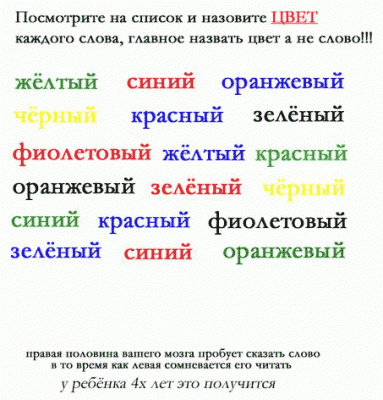 Посмотрите на список и назовите ЦВЕТ
каждого слова, главное назвать цвет а не слово!!!
жёлтый синий оранжевый
чёрный красный зелёный
фиолетовый жёлтый красный
оранжевый зелёный чёрный
синий красный фиолетовый
зелёный синий оранжевый
правая половина вашего мозга пробует сказать слово
в то время как левая сомневается его читать
у ребёнка 4х лет это получится